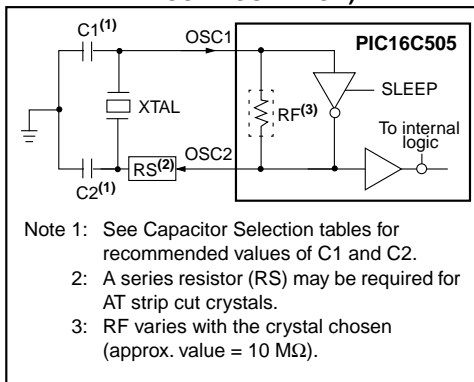 C1(1)
OSC1
PIC16C505
SLEEP
XTAL
RF(3)
To internal
logic
OSC2
RS(2)
C2(1)
Note 1: See Capacitor Selection tables for
recommended values of C1 and C2.
2: A series resistor (RS) may be required for
AT strip cut crystals.
3: RF varies with the crystal chosen
(approx. value = 10 MΩ).